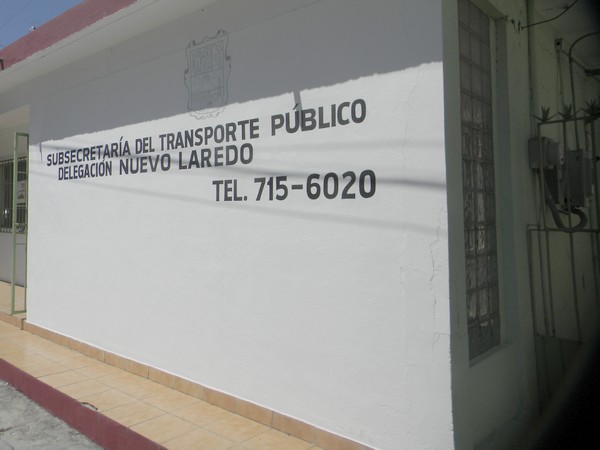 SUBSECRETARÍA DEL TRANSPORTE PÚBLICO
DELEGACIÓN NUEVO LAREDO
TEL. 715-6020